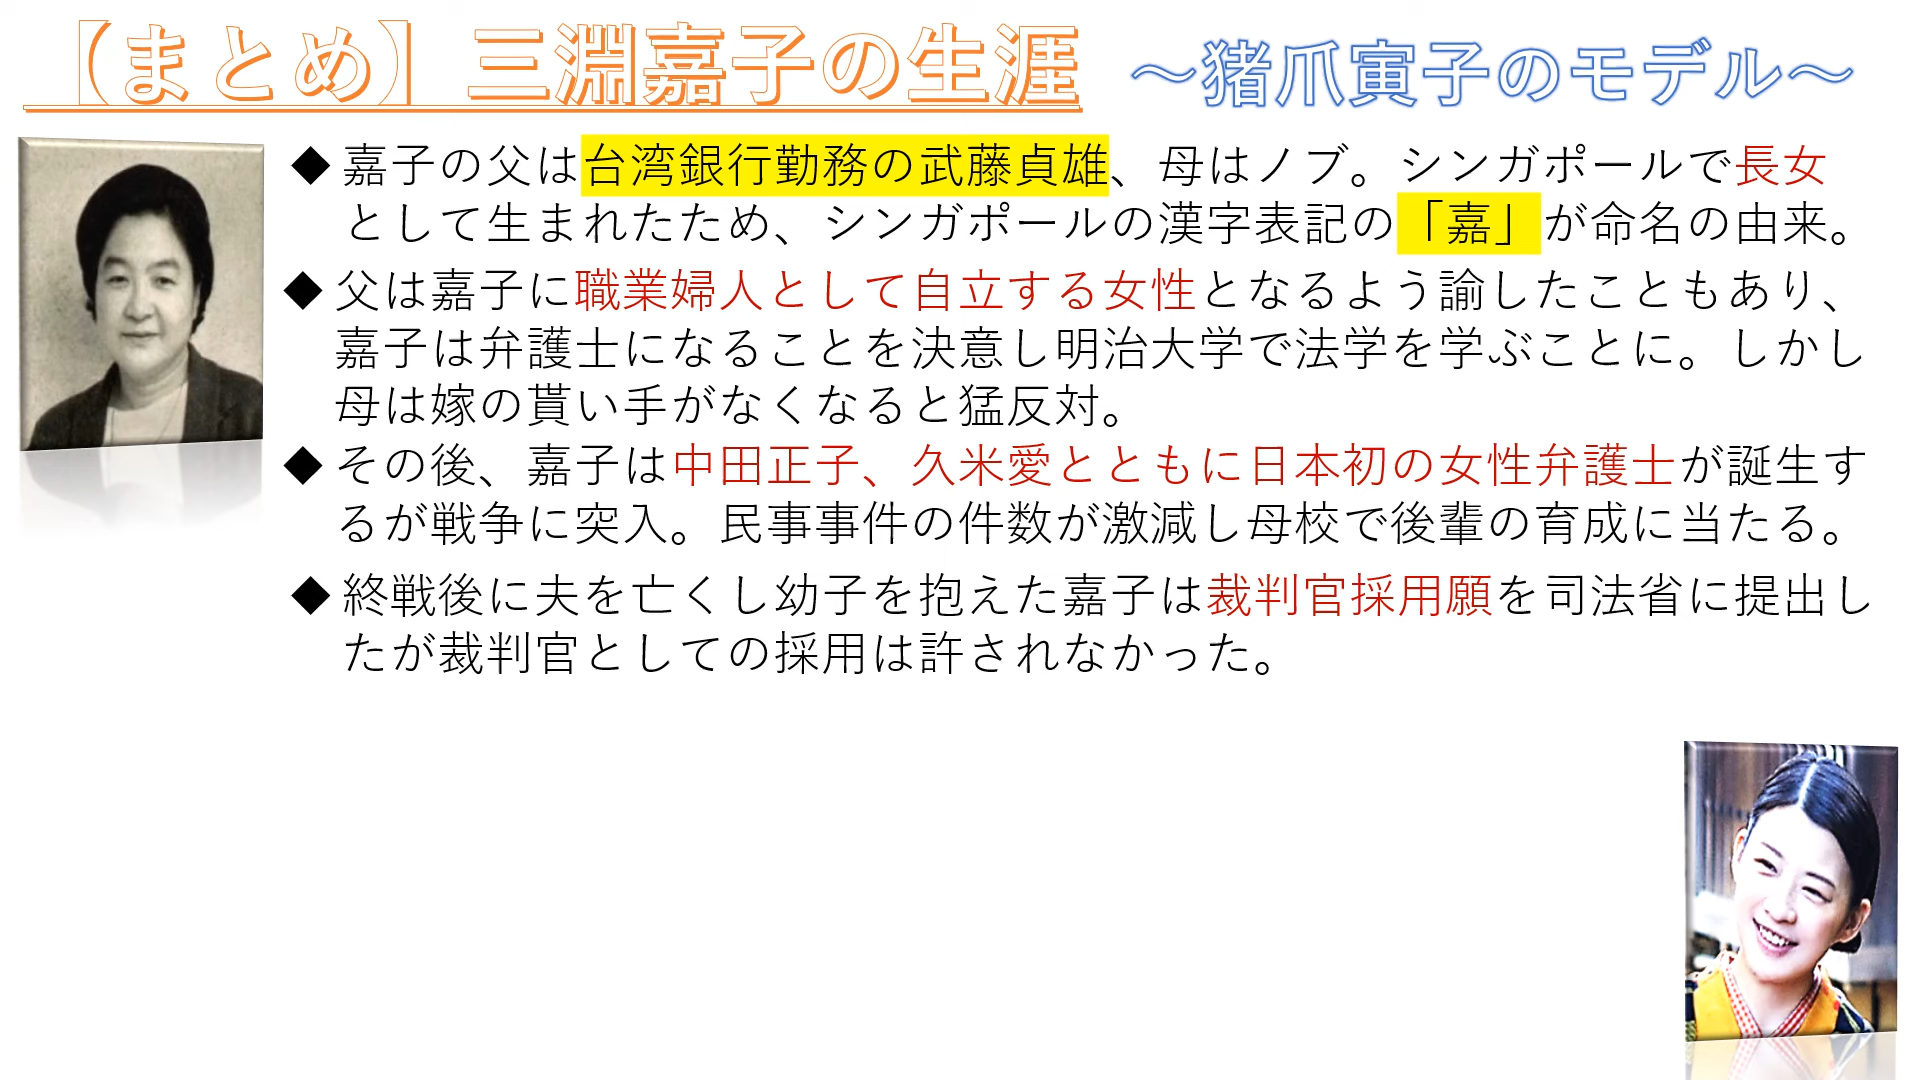 【まとめ】三淵嘉子の生涯 ～猪爪寅子のモデル～
◆嘉子の父は台湾銀行勤務の武藤貞雄、母はノブ。シンガポールで長女
として生まれたため、シンガポールの漢字表記の「嘉」が命名の由来。
◆父は嘉子に職業婦人として自立する女性となるよう諭したこともあり、
嘉子は弁護士になることを決意し明治大学で法学を学ぶことに。しかし
母は嫁の貰い手がなくなると猛反対。
◆その後、嘉子は中田正子、久米愛とともに日本初の女性弁護士が誕生す
るが戦争に突入。民事事件の件数が激減し母校で後輩の育成に当たる。
◆終戦後に夫を亡くし幼子を抱えた嘉子は裁判官採用願を司法省に提出し
たが裁判官としての採用は許されなかった。